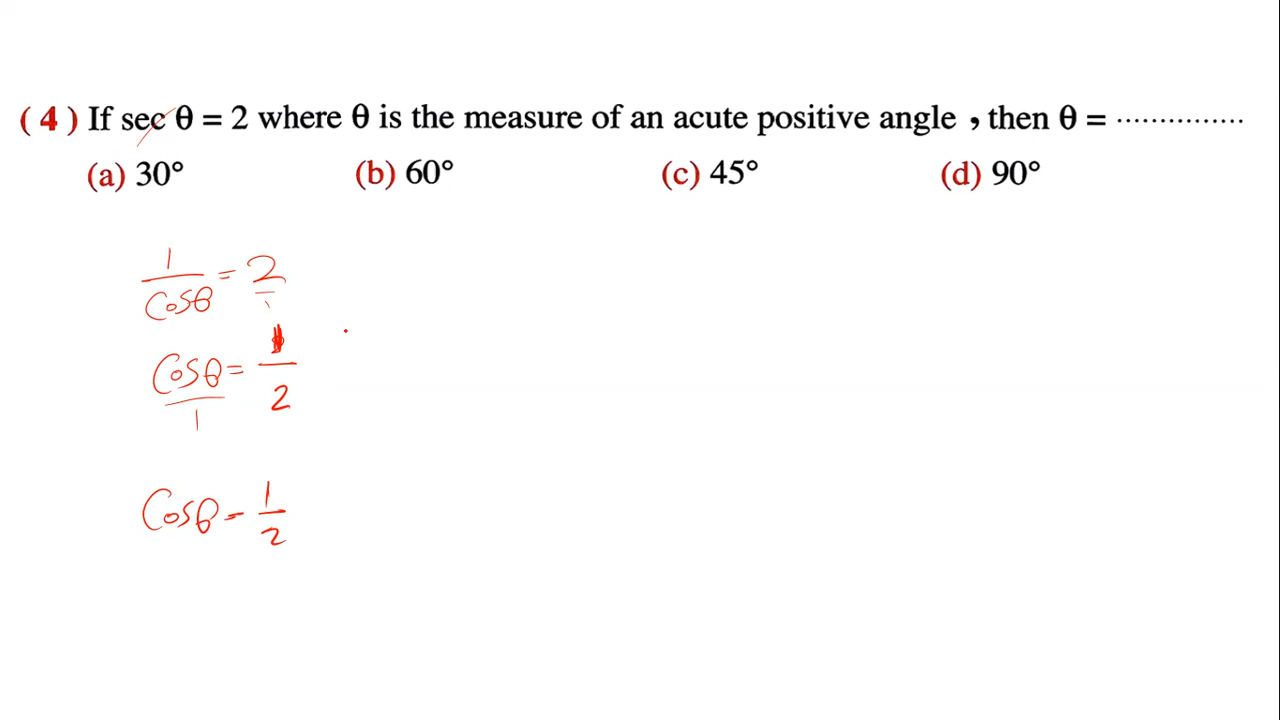 ( 4 ) If sec θ = 2 where θ is the measure of an acute positive angle , then θ = ...............
(a) 30° (b) 60° (c) 45° (d) 90°
1/cosθ = 2/1
cosθ/1 = 1/2
cosθ = 1/2